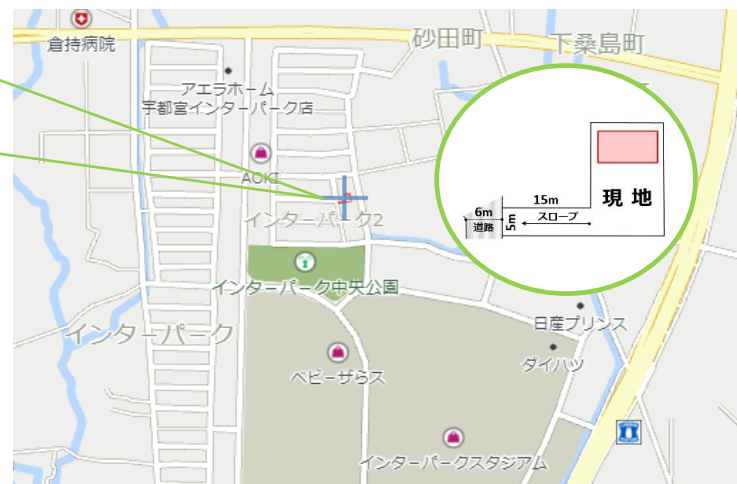 倉持病院
砂田町
下桑島町
アエラホーム
宇都宮インターパーク店
AOKI
インターパーク2
インターパーク中央公園
インターパーク
ベビーザらス
インターパークスタジアム
日産プリンス
ダイハツ
15m
6m
スロープ
道路
5m
現地